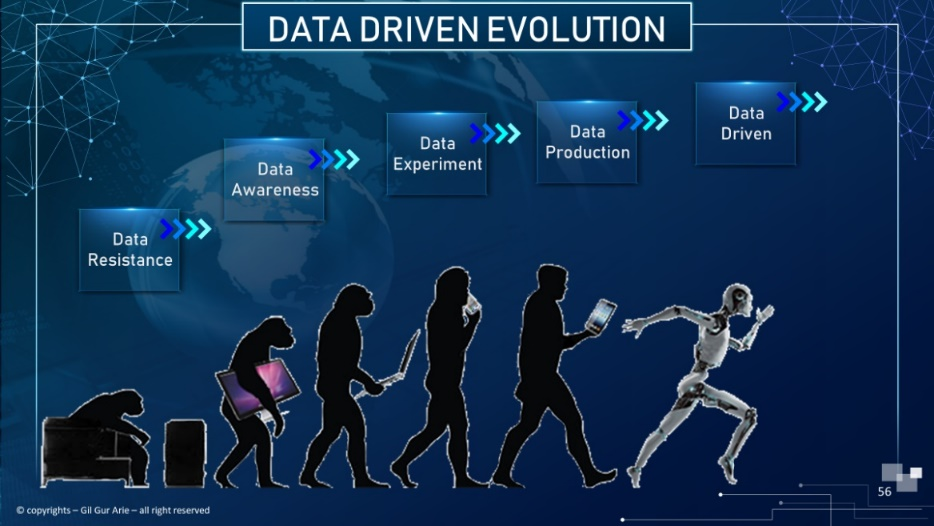 DATA DRIVEN EVOLUTION
Data
Resistance
Data
Awareness
Data
Experiment
Data
Production
Data
Driven
56
© copyrights – Gil Gur Arie – all right reserved